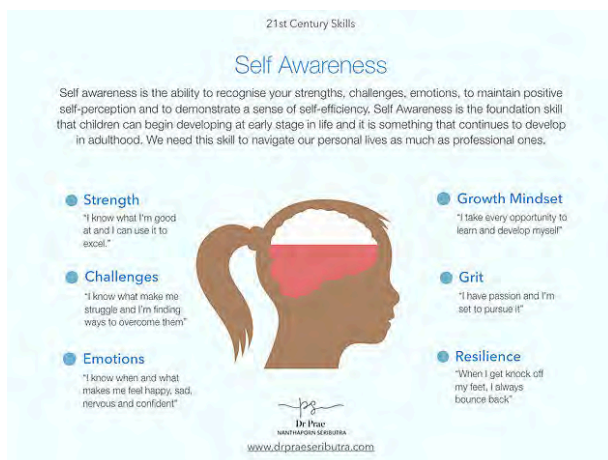 21st Century Skills
Self Awareness
Self awareness is the ability to recognise your strengths, challenges, emotions, to maintain positive
self-perception and to demonstrate a sense of self-efficiency. Self Awareness is the foundation skill
that children can begin developing at early stage in life and it is something that continues to develop
in adulthood. We need this skill to navigate our personal lives as much as professional ones.
Strength
"I know what I'm good
at and I can use it to
excel."
Challenges
"I know what make me
struggle and I'm finding
ways to overcome them"
Emotions
"I know when and what
makes me feel happy, sad,
nervous and confident"
Growth Mindset
"I take every opportunity to
learn and develop myself"
Grit
"I have passion and I'm
set to pursue it"
Resilience
"When I get knock off
my feet, I always
bounce back"
ps
Dr Prae
NANTHAPORN SERIBUTRA
www.drpraeseributra.com